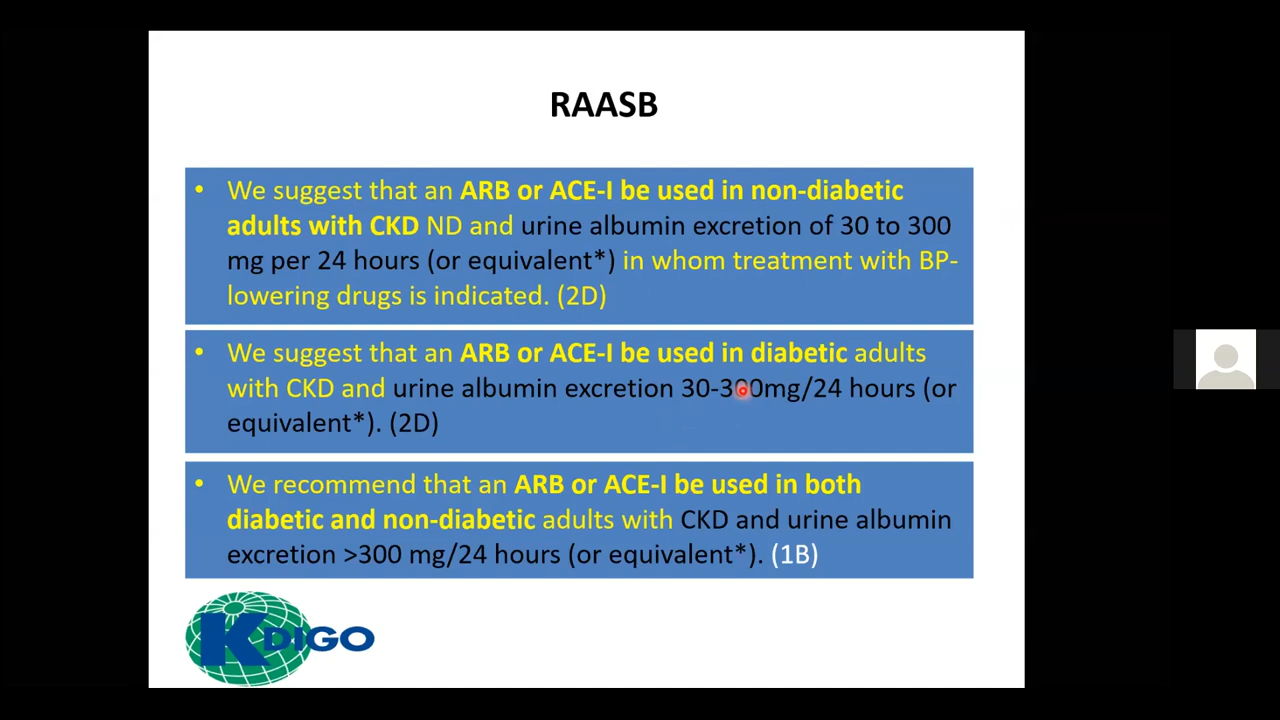 RAASB
• We suggest that an ARB or ACE-I be used in non-diabetic
adults with CKD ND and urine albumin excretion of 30 to 300
mg per 24 hours (or equivalent*) in whom treatment with BP-
lowering drugs is indicated. (2D)
• We suggest that an ARB or ACE-I be used in diabetic adults
with CKD and urine albumin excretion 30-300mg/24 hours (or
equivalent*). (2D)
• We recommend that an ARB or ACE-I be used in both
diabetic and non-diabetic adults with CKD and urine albumin
excretion >300 mg/24 hours (or equivalent*). (1B)
KDIGO